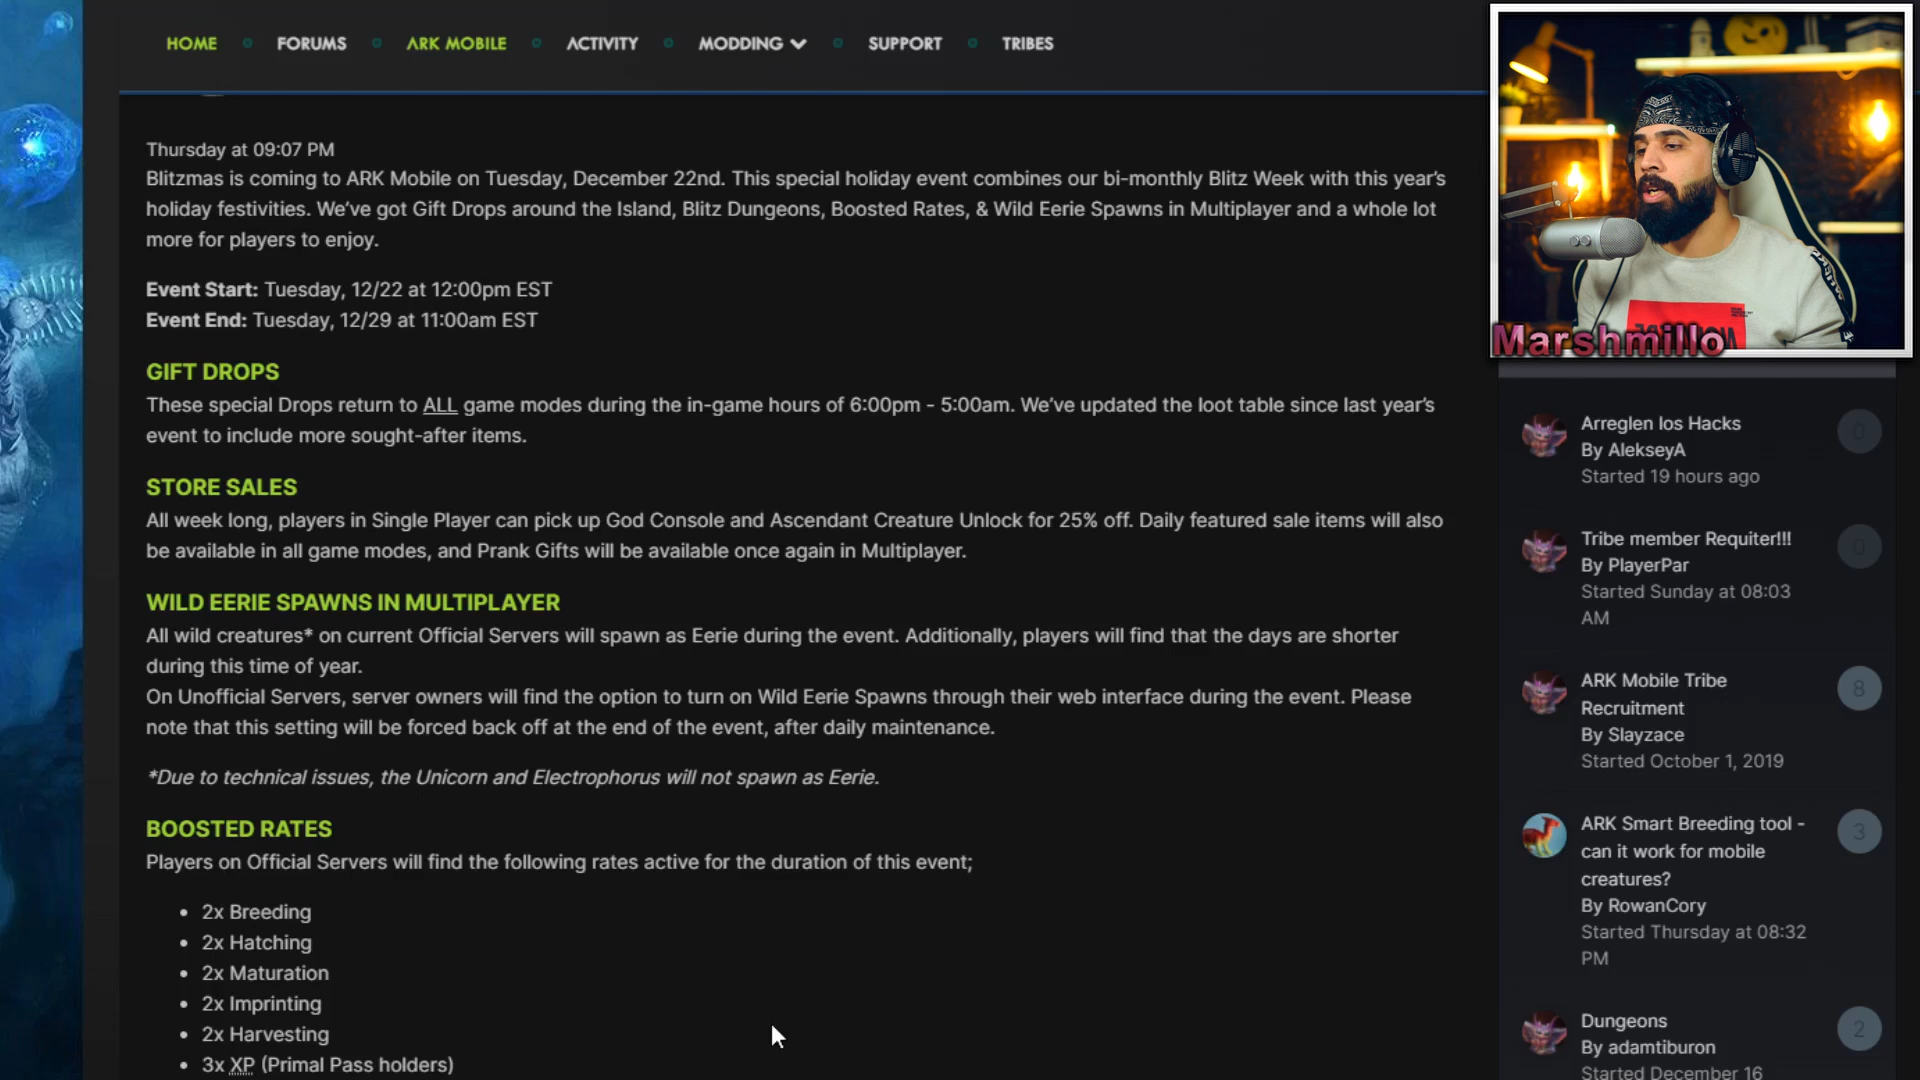 HOME FORUMS ARK MOBILE ACTIVITY MODDING SUPPORT TRIBES
Thursday at 09:07 PM
Blitzmas is coming to ARK Mobile on Tuesday, December 22nd. This special holiday event combines our bi-monthly Blitz Week with this year's
holiday festivities. We've got Gift Drops around the Island, Blitz Dungeons, Boosted Rates, & Wild Eerie Spawns in Multiplayer and a whole lot
more for players to enjoy.
Event Start: Tuesday, 12/22 at 12:00pm EST
Event End: Tuesday, 12/29 at 11:00am EST
GIFT DROPS
These special Drops return to ALL game modes during the in-game hours of 6:00pm - 5:00am. We've updated the loot table since last year's
event to include more sought-after items.
STORE SALES
All week long, players in Single Player can pick up God Console and Ascendant Creature Unlock for 25% off. Daily featured sale items will also
be available in all game modes, and Prank Gifts will be available once again in Multiplayer.
WILD EERIE SPAWNS IN MULTIPLAYER
All wild creatures* on current Official Servers will spawn as Eerie during the event. Additionally, players will find that the days are shorter
during this time of year.
On Unofficial Servers, server owners will find the option to turn on Wild Eerie Spawns through their web interface during the event. Please
note that this setting will be forced back off at the end of the event, after daily maintenance.
*Due to technical issues, the Unicorn and Electrophorus will not spawn as Eerie.
BOOSTED RATES
Players on Official Servers will find the following rates active for the duration of this event;
• 2x Breeding
• 2x Hatching
• 2x Maturation
• 2x Imprinting
• 2x Harvesting
• 3x XP (Primal Pass holders)
Marshmillo
Arreglen los Hacks
By AlekseyA
Started 19 hours ago
0
Tribe member Requiter!!!
By PlayerPar
Started Sunday at 08:03
AM
0
ARK Mobile Tribe
Recruitment
By Slayzace
Started October 1, 2019
8
ARK Smart Breeding tool -
can it work for mobile
creatures?
By RowanCory
Started Thursday at 08:32
PM
3
Dungeons
By adamtiburon
Started December 16
2